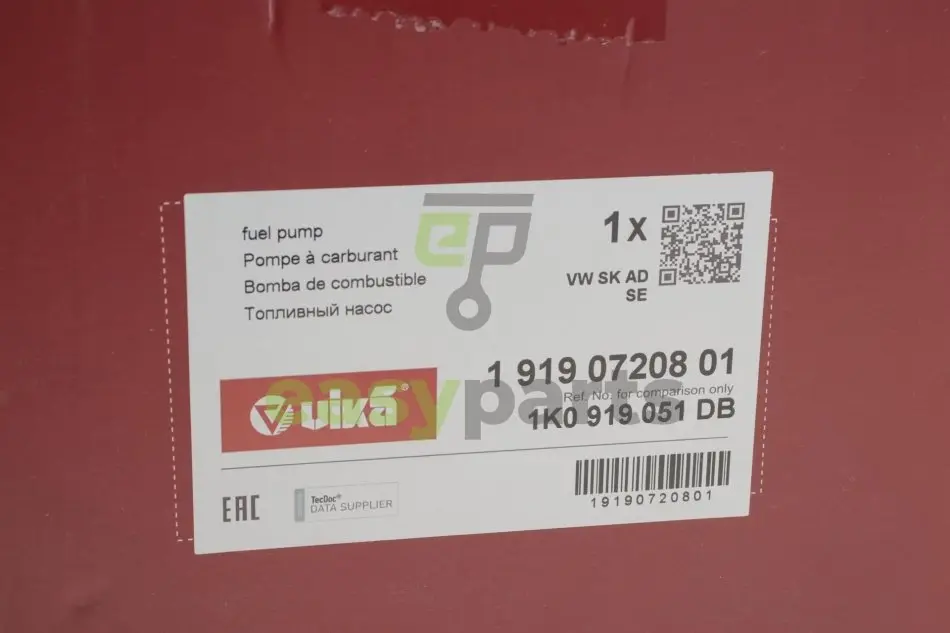 fuel pump
Pompe à carburant
Bomba de combustible
Топливный насос
1x
VW SK AD
SE
ep
1 919 07208 01
Ref. No. for comparison only
1K0 919 051 DB
vika®
easyparts
EAC
TecDoc®
DATA SUPPLIER
19190720801